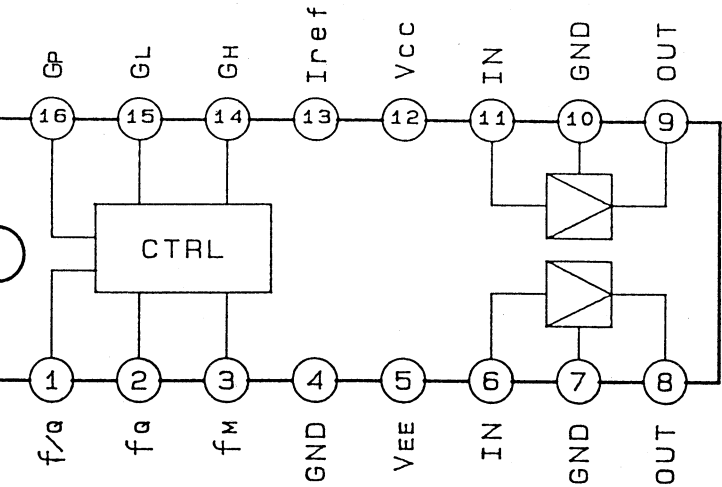 GP GL GH Iref VCC IN GND OUT
16 15 14 13 12 11 10 9
CTRL
1 2 3 4 5 6 7 8
f/Q fQ fM GND VEE IN GND OUT